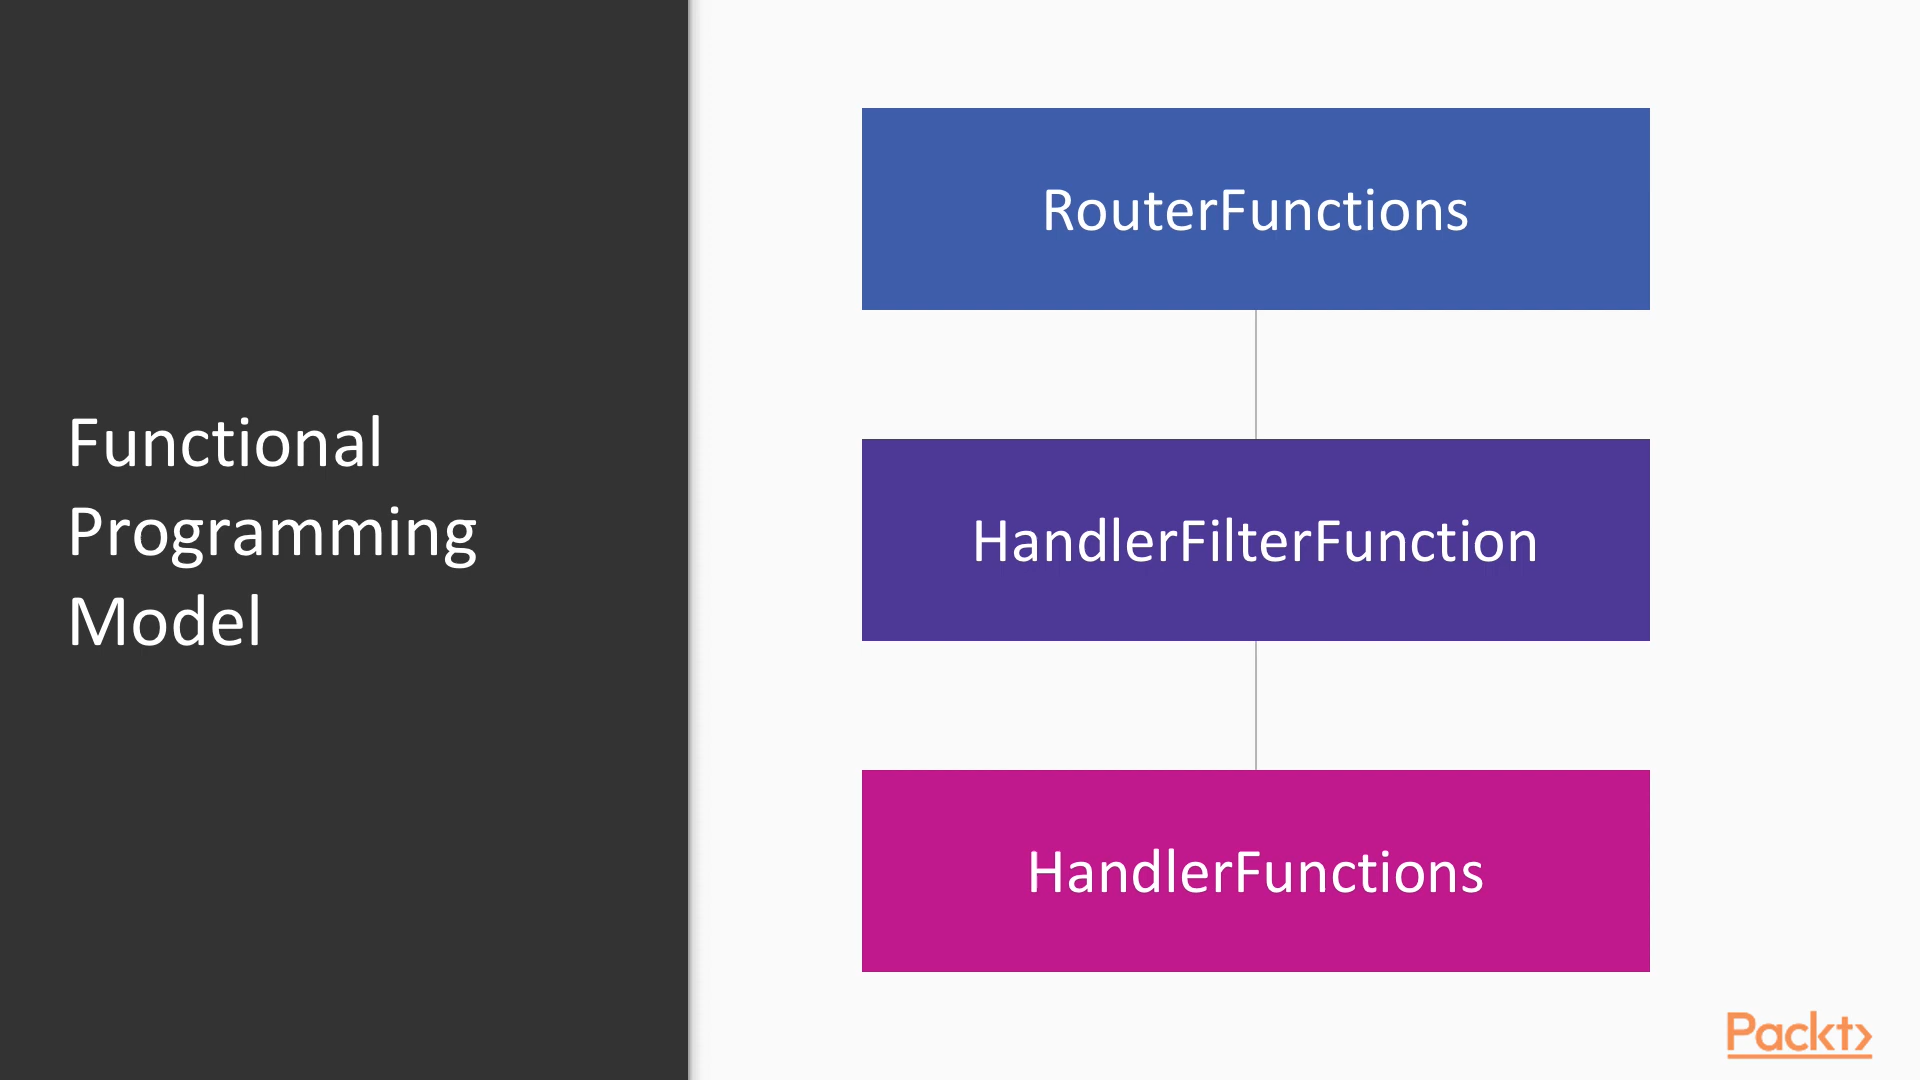 Functional
Programming
Model
RouterFunctions
HandlerFilterFunction
HandlerFunctions
Packt